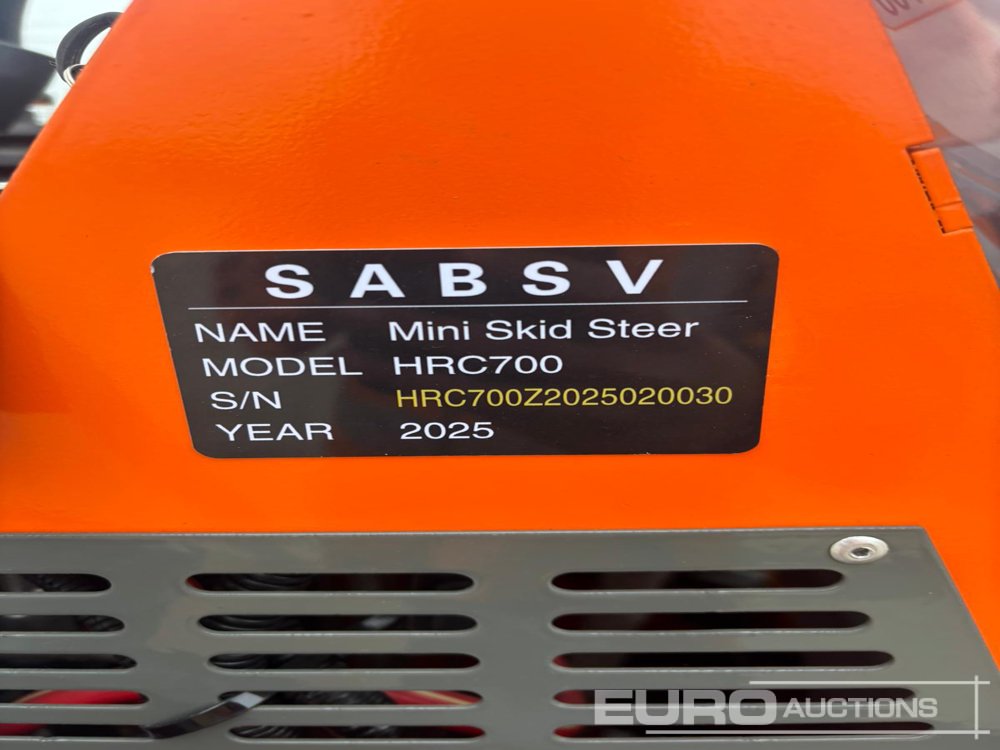 SABSV
NAME Mini Skid Steer
MODEL HRC700
S/N HRC700Z2025020030
YEAR 2025
EURO AUCTIONS